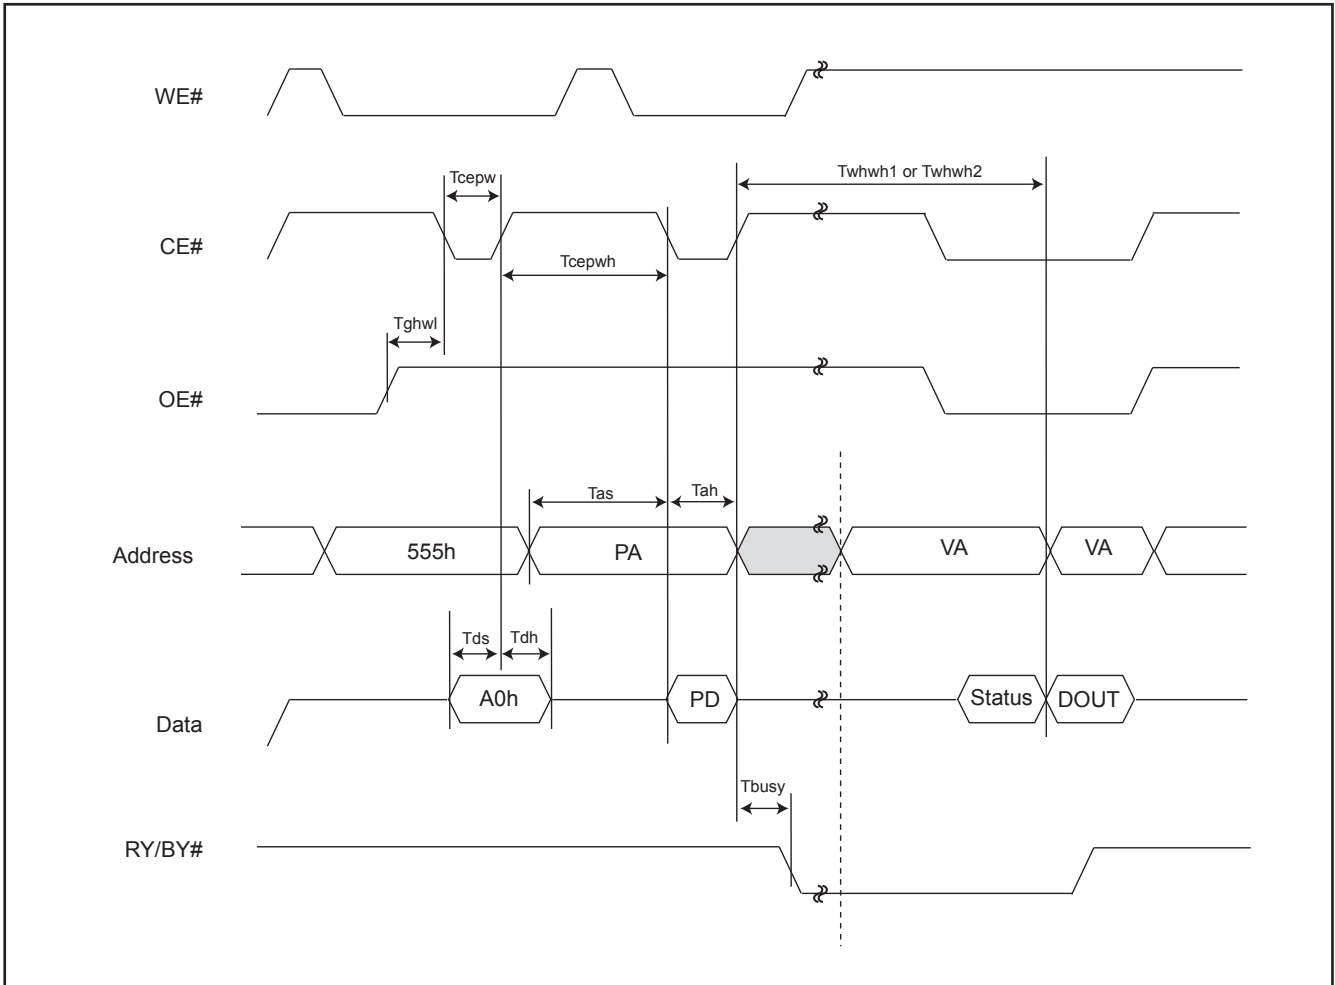 WE#
Twhwh1 or Twhwh2
Tcepw
CE#
Tcepwh
Tghwl
OE#
Tas
Tah
Address
555h
PA
VA
VA
Tds
Tdh
Data
A0h
PD
Status
DOUT
Tbusy
RY/BY#